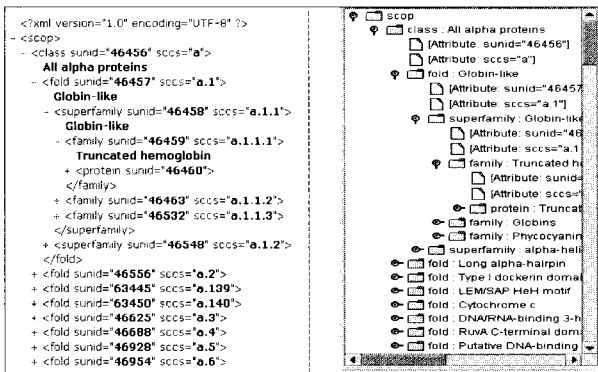 <?xml version="1.0" encoding="UTF-8" ?>
- <scop>
- <class sunid="46456" sccs="a">
All alpha proteins
- <fold sunid="46457" sccs="a.1">
Globin-like
- <superfamily sunid="46458" sccs="a.1.1">
Globin-like
- <family sunid="46459" sccs="a.1.1.1">
Truncated hemoglobin
+ <protein sunid="46460">
</family>
+ <family sunid="46463" sccs="a.1.1.2">
+ <family sunid="46532" sccs="a.1.1.3">
</superfamily>
+ <superfamily sunid="46548" sccs="a.1.2">
</fold>
+ <fold sunid="46556" sccs="a.2">
+ <fold sunid="63445" sccs="a.139">
+ <fold sunid="63450" sccs="a.140">
+ <fold sunid="46625" sccs="a.3">
+ <fold sunid="46688" sccs="a.4">
+ <fold sunid="46928" sccs="a.5">
+ <fold sunid="46954" sccs="a.6">
scop
class : All alpha proteins
[Attribute: sunid="46456"]
[Attribute: sccs="a"]
fold : Globin-like
[Attribute: sunid="46457
[Attribute: sccs="a.1"]
superfamily : Globin-like
[Attribute: sunid="46
[Attribute: sccs="a.1
family : Truncated he
[Attribute: sunid=
[Attribute: sccs="
protein : Truncat
family : Globins
family : Phycocyanin
superfamily : alpha-heli
fold : Long alpha-hairpin
fold : Type I dockerin domai
fold : LEM/SAP HeH motif
fold : Cytochrome c
fold : DNA/RNA-binding 3-h
fold : RuvA C-terminal dom
fold : Putative DNA-binding